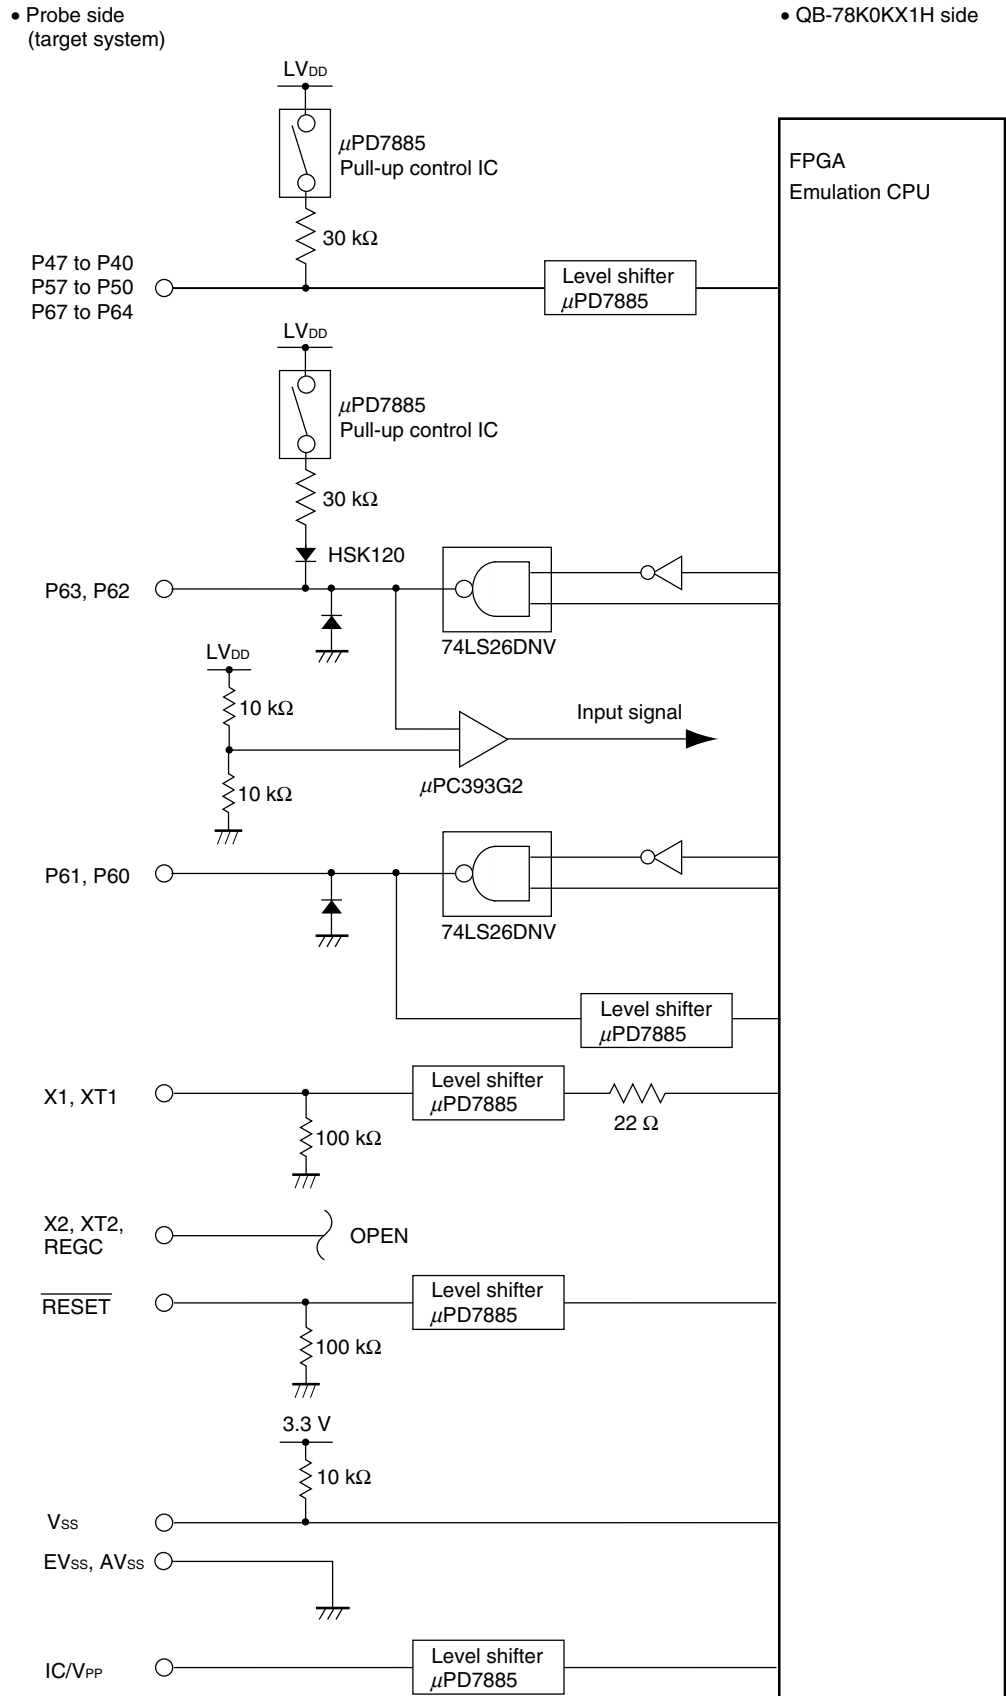 • Probe side
(target system)
• QB-78K0KX1H side
LVDD
μPD7885
Pull-up control IC
FPGA
Emulation CPU
30 kΩ
P47 to P40
P57 to P50
P67 to P64
Level shifter
μPD7885
LVDD
μPD7885
Pull-up control IC
30 kΩ
HSK120
P63, P62
74LS26DNV
LVDD
10 kΩ
Input signal
10 kΩ
μPC393G2
P61, P60
74LS26DNV
Level shifter
μPD7885
X1, XT1
Level shifter
μPD7885
22 Ω
100 kΩ
X2, XT2,
REGC
OPEN
RESET
Level shifter
μPD7885
100 kΩ
3.3 V
10 kΩ
VSS
EVSS, AVSS
IC/VPP
Level shifter
μPD7885